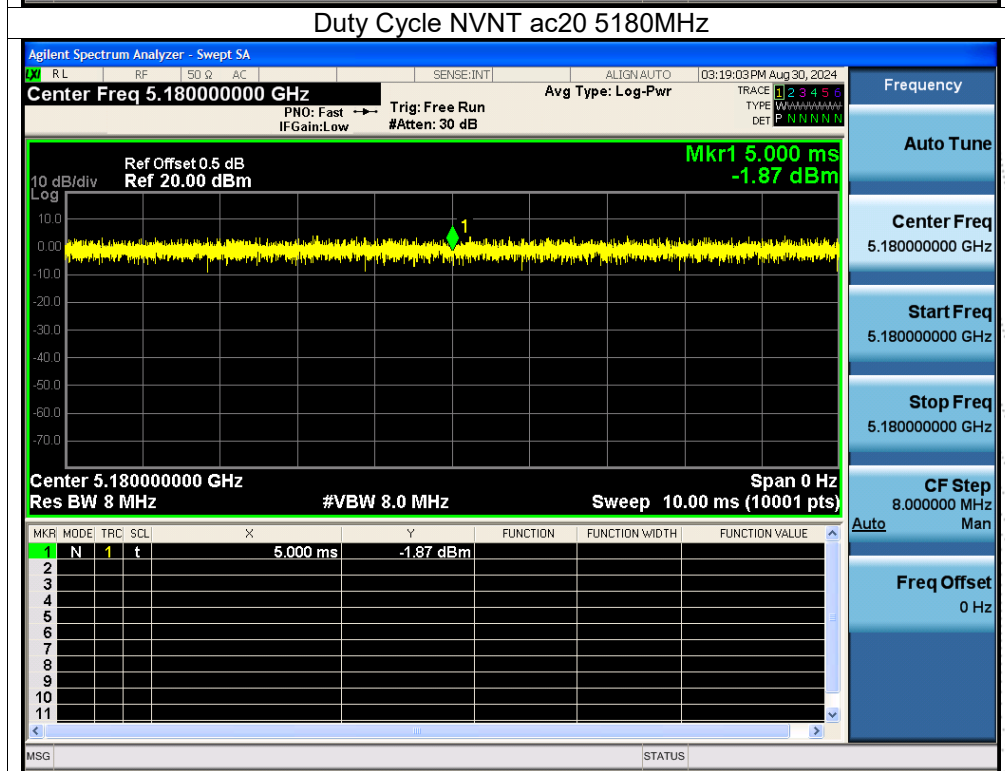 Duty Cycle NVNT ac20 5180MHz
Agilent Spectrum Analyzer - Swept SA
LXI RL RF 50 Ω AC SENSE:INT ALIGN AUTO 03:19:03 PM Aug 30, 2024
Center Freq 5.180000000 GHz
PNO: Fast
IFGain:Low
Trig: Free Run
#Atten: 30 dB
Avg Type: Log-Pwr
TRACE 1 2 3 4 5 6
TYPE WWWWWW
DET P N N N N N
Ref Offset 0.5 dB
10 dB/div Ref 20.00 dBm
Log
Mkr1 5.000 ms
-1.87 dBm
10.0
1
0.00
-10.0
-20.0
-30.0
-40.0
-50.0
-60.0
-70.0
Center 5.180000000 GHz Span 0 Hz
Res BW 8 MHz #VBW 8.0 MHz Sweep 10.00 ms (10001 pts)
MKR MODE TRC SCL X Y FUNCTION FUNCTION WIDTH FUNCTION VALUE
1 N 1 t 5.000 ms -1.87 dBm
2
3
4
5
6
7
8
9
10
11
MSG STATUS
Frequency
Auto Tune
Center Freq
5.180000000 GHz
Start Freq
5.180000000 GHz
Stop Freq
5.180000000 GHz
CF Step
8.000000 MHz
Auto Man
Freq Offset
0 Hz